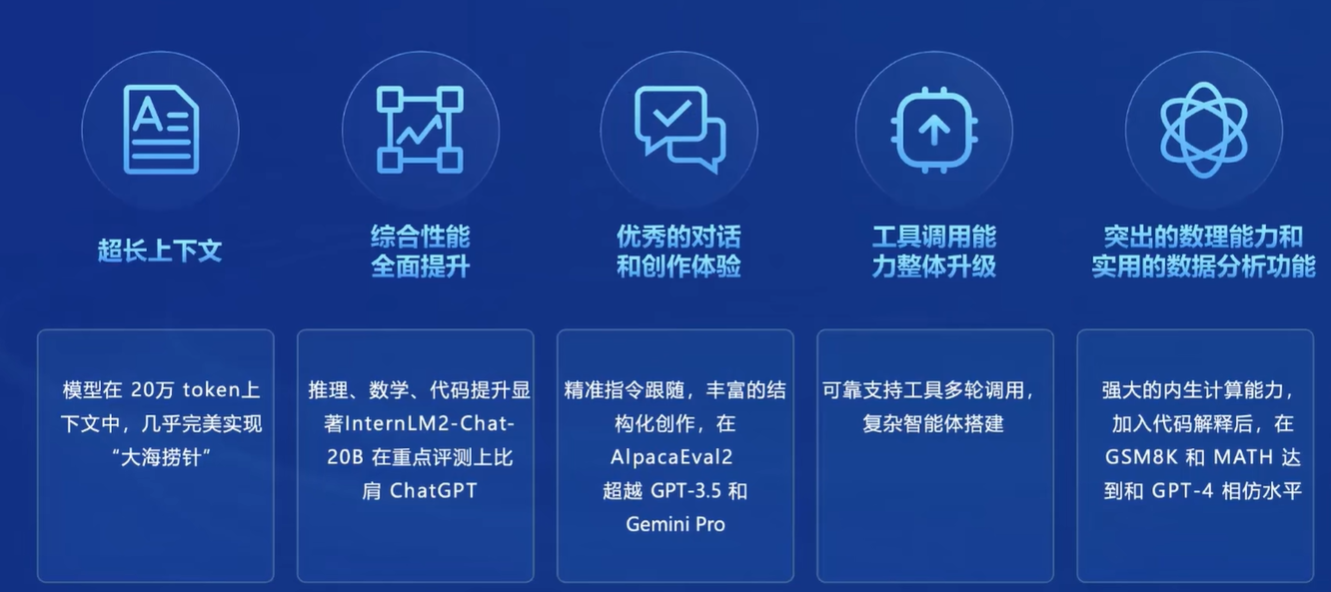 A
超长上下文
综合性能
全面提升
优秀的对话
和创作体验
工具调用能
力整体升级
突出的数理能力和
实用的数据分析功能
模型在 20万 token上
下文中，几乎完美实现
“大海捞针”
推理、数学、代码提升显
著InternLM2-Chat-
20B 在重点评测上比
肩 ChatGPT
精准指令跟随，丰富的结
构化创作，在
AlpacaEval2
超越 GPT-3.5 和
Gemini Pro
可靠支持工具多轮调用，
复杂智能体搭建
强大的内生计算能力，
加入代码解释后，在
GSM8K 和 MATH 达
到和 GPT-4 相仿水平